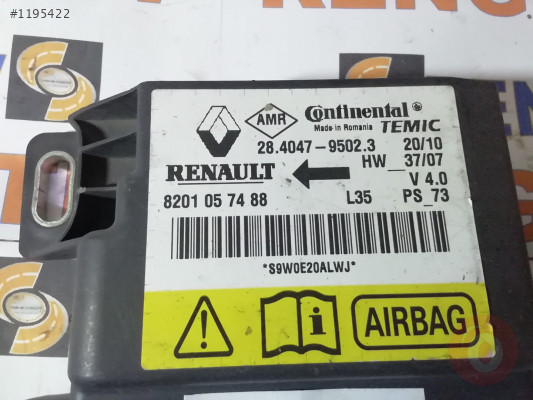 #1195422
AMR
Continental
Made in Romania TEMIC
28.4047-9502.3 20/10
RENAULT
HW__37/07
V 4.0
8201 05 74 88 L35 PS_73
*S9W0E20ALWJ*
AIRBAG